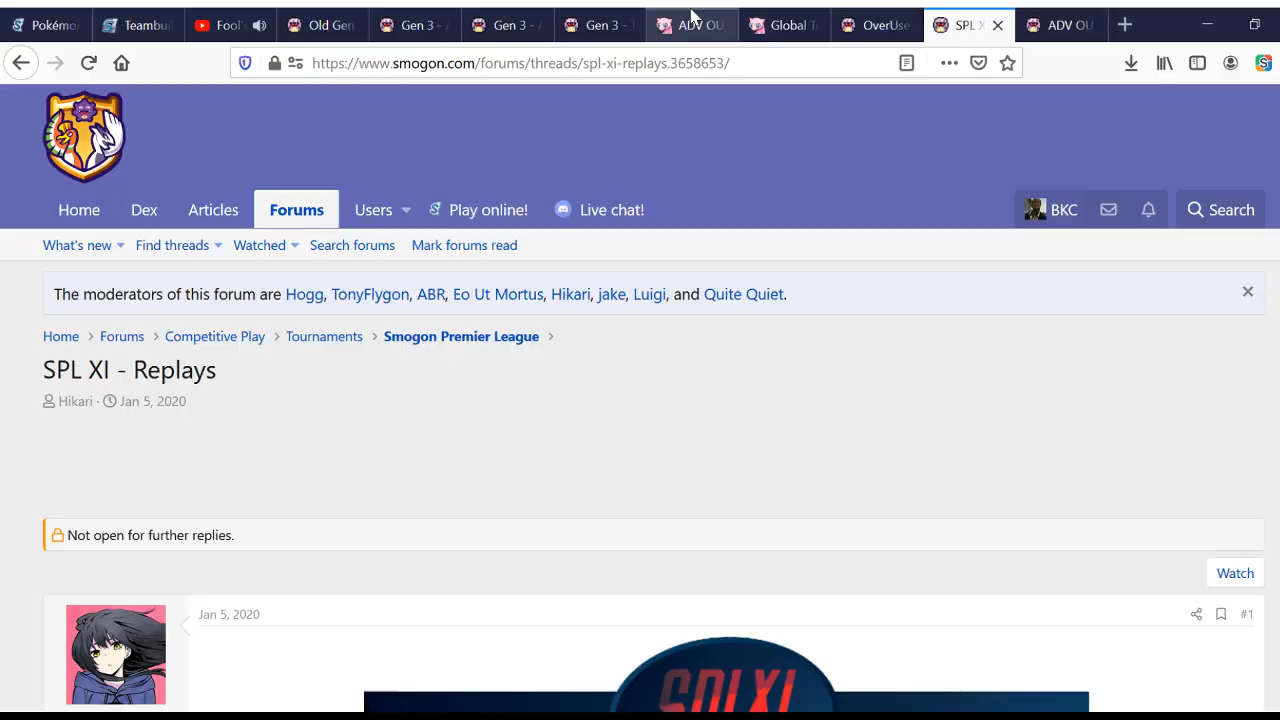 Pokémo Teambui Fool' Old Gen Gen 3 - Gen 3 - Gen 3 - ADV OU Global T OverUse SPL X ADV OU
https://www.smogon.com/forums/threads/spl-xi-replays.3658653/
Home Dex Articles Forums Users Play online! Live chat! BKC Search
What's new Find threads Watched Search forums Mark forums read
The moderators of this forum are Hogg, TonyFlygon, ABR, Eo Ut Mortus, Hikari, jake, Luigi, and Quite Quiet.
Home > Forums > Competitive Play > Tournaments > Smogon Premier League >
SPL XI - Replays
Hikari · Jan 5, 2020
Not open for further replies.
Watch
Jan 5, 2020 #1
SPL XI